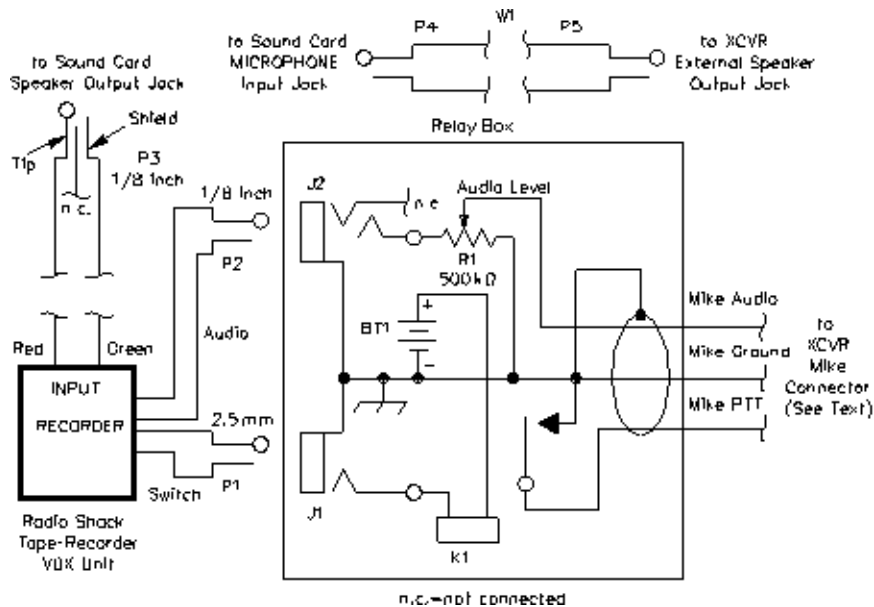 to Sound Card
Speaker Output Jack
Tip
Shield
P3
1/8 Inch
n.c.
Red
Green
INPUT
RECORDER
Radio Shack
Tape-Recorder
VOX Unit
1/8 Inch
P2
Audio
2.5mm
Switch
P1
to Sound Card
MICROPHONE
Input Jack
P4
W1
P5
to XCVR
External Speaker
Output Jack
Relay Box
J2
n.c.
Audio Level
R1
500kΩ
BT1
+
-
J1
K1
Mike Audio
Mike Ground
Mike PTT
to
XCVR
Mike
Connector
(See Text)
n.c.=not connected